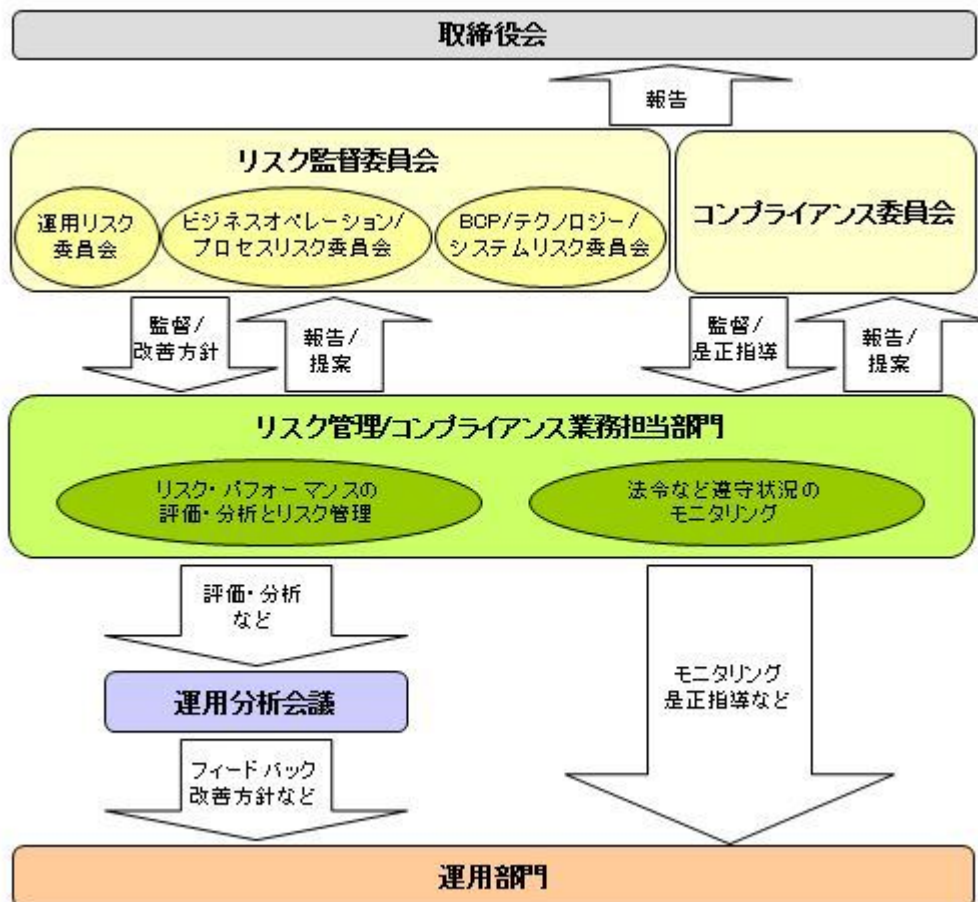 取締役会
報告
リスク監督委員会
運用リスク
委員会
ビジネスオペレーション/
プロセスリスク委員会
BCP/テクノロジー/
システムリスク委員会
コンプライアンス委員会
監督/
改善方針
報告/
提案
監督/
是正指導
報告/
提案
リスク管理/コンプライアンス業務担当部門
リスク・パフォーマンスの
評価・分析とリスク管理
法令など遵守状況の
モニタリング
評価・分析
など
運用分析会議
モニタリング
是正指導など
フィードバック
改善方針など
運用部門